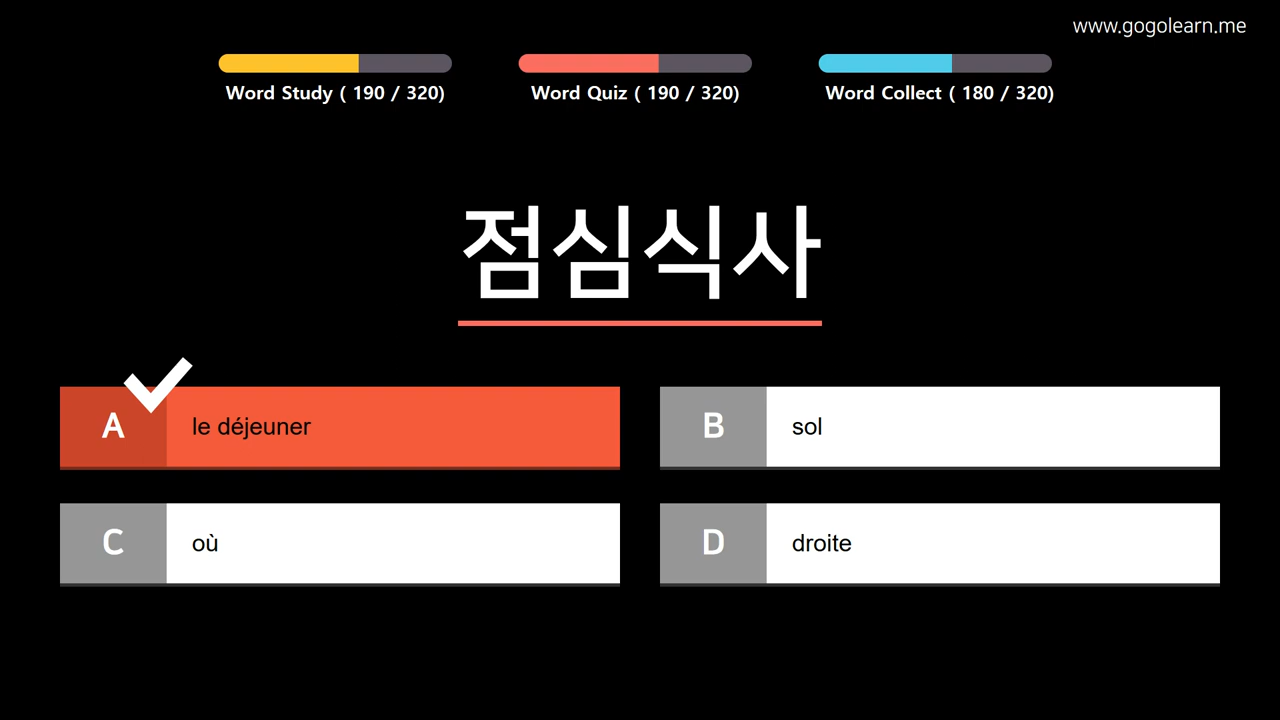 www.gogolearn.me
Word Study ( 190 / 320)
Word Quiz ( 190 / 320)
Word Collect ( 180 / 320)
점심식사
A
le déjeuner
B
sol
C
où
D
droite